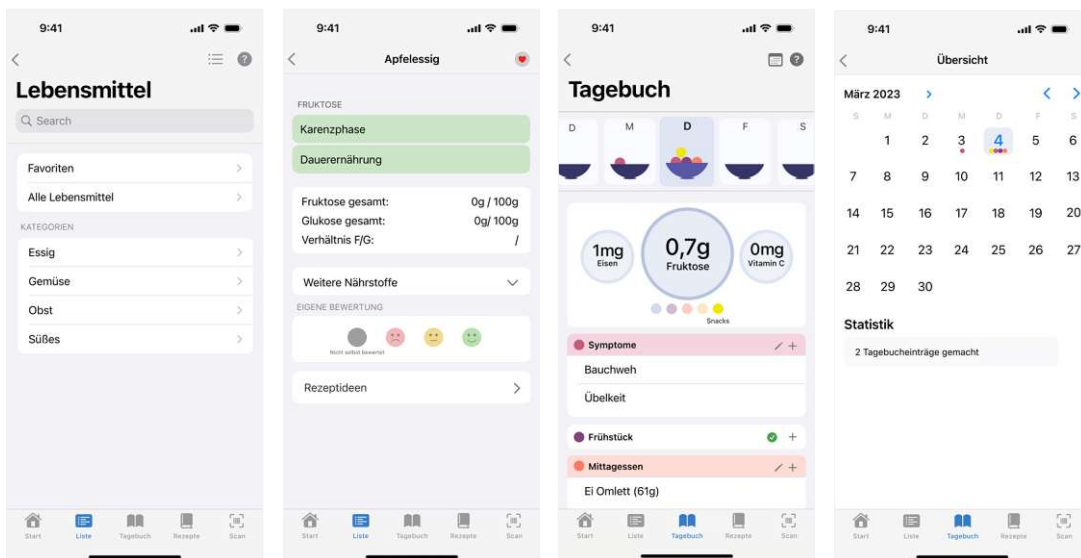 9:41
Lebensmittel
Search
Favoriten
Alle Lebensmittel
KATEGORIEN
Essig
Gemüse
Obst
Süßes
Start Liste Tagebuch Rezepte Scan
9:41
Apfelessig
FRUKTOSE
Karenzphase
Dauerernährung
Fruktose gesamt: 0g / 100g
Glukose gesamt: 0g/ 100g
Verhältnis F/G: /
Weitere Nährstoffe
EIGENE BEWERTUNG
Nicht selbst bewertet
Rezeptideen
Start Liste Tagebuch Rezepte Scan
9:41
Tagebuch
D M D F S
1mg
Eisen
0,7g
Fruktose
0mg
Vitamin C
Snacks
Symptome
Bauchweh
Übelkeit
Frühstück
Mittagessen
Ei Omlett (61g)
Start Liste Tagebuch Rezepte Scan
9:41
Übersicht
März 2023
S M D M D F S
1 2 3 4 5 6
7 8 9 10 11 12 13
14 15 16 17 18 19 20
21 22 23 24 25 26 27
28 29 30
Statistik
2 Tagebucheinträge gemacht
Start Liste Tagebuch Rezepte Scan